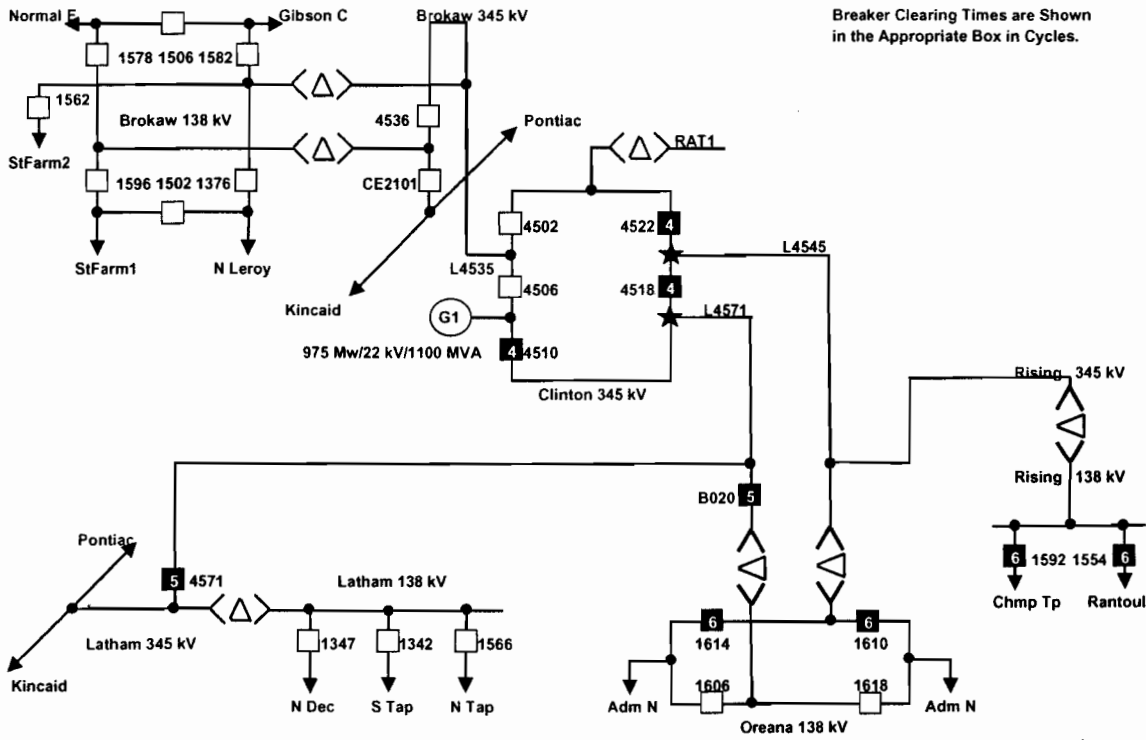 Normal E
Gibson C
Brokaw 345 kV
Breaker Clearing Times are Shown
in the Appropriate Box in Cycles.
1578 1506 1582
1562
Brokaw 138 kV
4536
Pontiac
RAT1
StFarm2
1596 1502 1376
CE2101
4502
4522
4
L4545
StFarm1
N Leroy
L4535
4506
4518
4
L4571
Kincaid
G1
975 Mw/22 kV/1100 MVA
4
4510
Clinton 345 kV
Rising 345 kV
B020
5
Rising 138 kV
Pontiac
5
4571
Latham 138 kV
6
1592
1554
6
Chmp Tp
Rantoul
Latham 345 kV
1347
1342
1566
6
1614
6
1610
Kincaid
N Dec
S Tap
N Tap
Adm N
1606
1618
Adm N
Oreana 138 kV